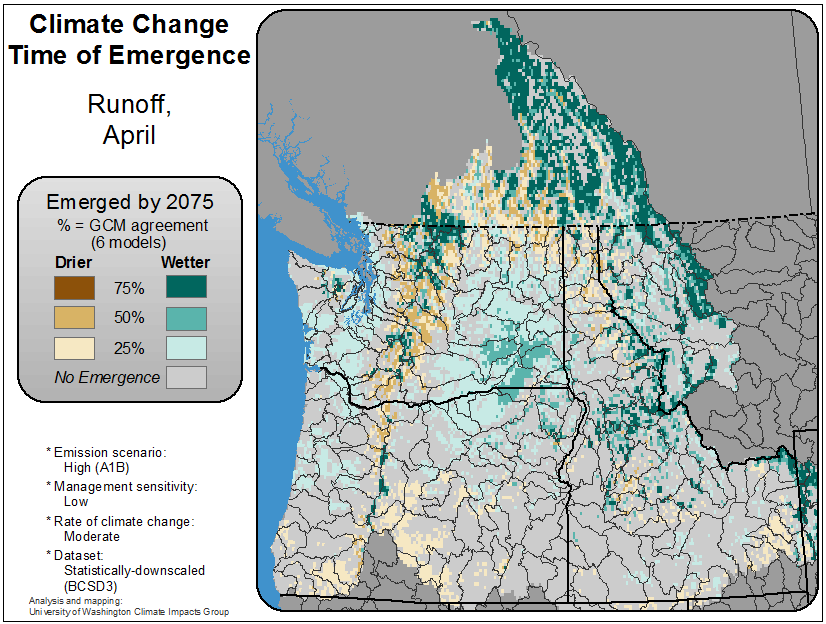 Climate Change
Time of Emergence
Runoff,
April
Emerged by 2075
% = GCM agreement
(6 models)
Drier Wetter
75%
50%
25%
No Emergence
* Emission scenario:
High (A1B)
* Management sensitivity:
Low
* Rate of climate change:
Moderate
* Dataset:
Statistically-downscaled
(BCSD3)
Analysis and mapping:
University of Washington Climate Impacts Group